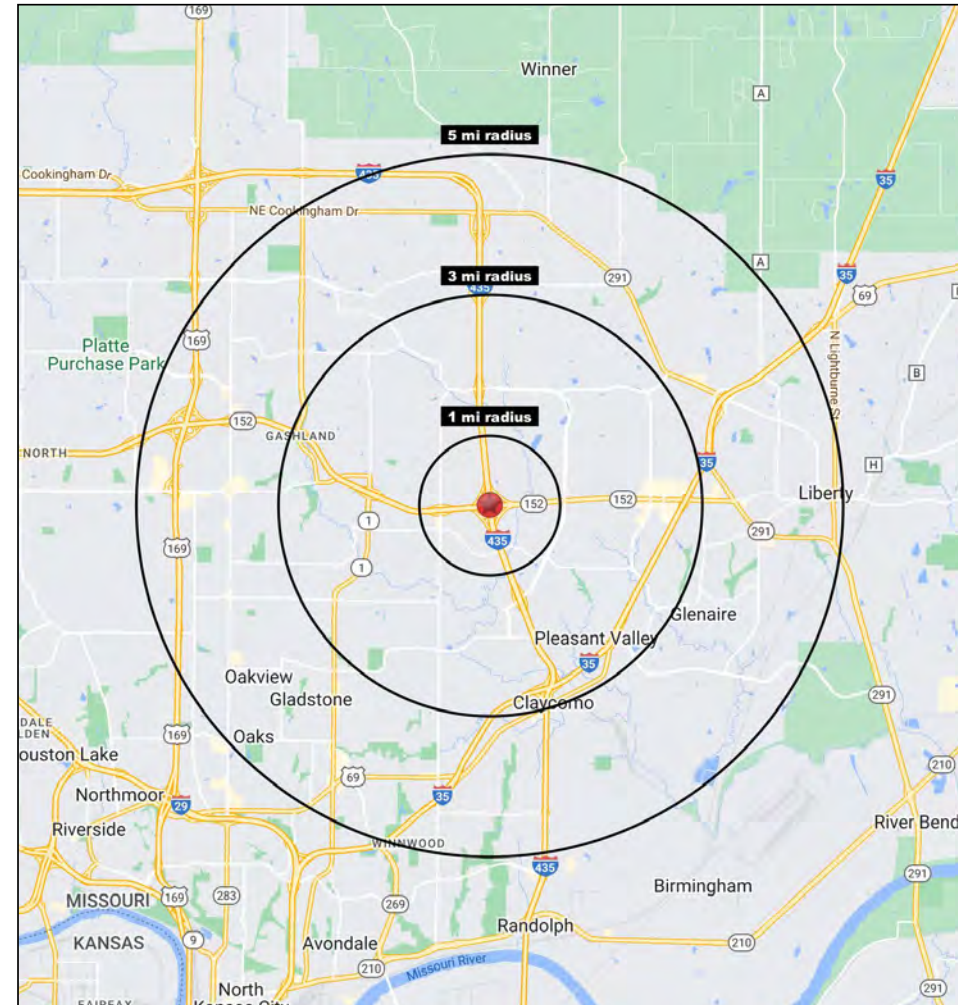 169
Winner
A
5 mi radius
Cookingham Dr
435
35
NE Cookingham Dr
A
291
35
3 mi radius
435
69
169
Platte
Purchase Park
N Lightburne St
B
1 mi radius
152
GASHLAND
NORTH
35
H
Liberty
152
152
1
291
435
169
1
Glenaire
Pleasant Valley
35
Oakview
Gladstone
Claycomo
291
169
Oaks
ouston Lake
210
69
Northmoor
29
35
Riverside
River Bend
WINNWOOD
435
291
Birmingham
MISSOURI
169
283
269
Randolph
KANSAS
9
Avondale
210
210
Missouri River
North
291
Kansas City
FAIRFAX